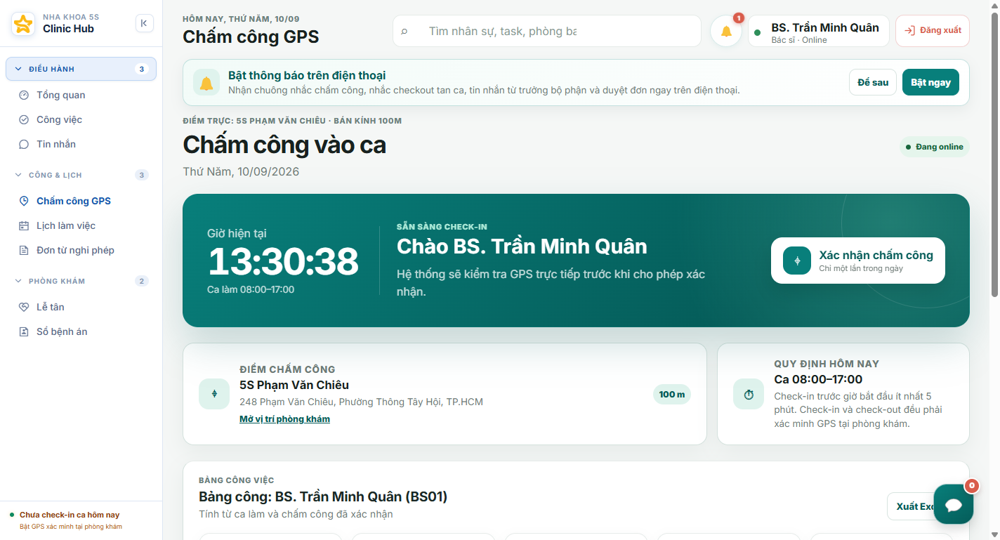 NHA KHOA 5S
Clinic Hub
ĐIỀU HÀNH
3
Tổng quan
Công việc
Tin nhắn
CÔNG & LỊCH
3
Chấm công GPS
Lịch làm việc
Đơn từ nghỉ phép
PHÒNG KHÁM
2
Lễ tân
Sổ bệnh án
Chưa check-in ca hôm nay
Bật GPS xác minh tại phòng khám
HÔM NAY, THỨ NĂM, 10/09
Chấm công GPS
Tìm nhân sự, task, phòng ba
1
BS. Trần Minh Quân
Bác sĩ · Online
Đăng xuất
Bật thông báo trên điện thoại
Nhận chuông nhắc chấm công, nhắc checkout tan ca, tin nhắn từ trưởng bộ phận và duyệt đơn ngay trên điện thoại.
Để sau
Bật ngay
ĐIỂM TRỰC: 5S PHẠM VĂN CHIÊU · BÁN KÍNH 100M
Chấm công vào ca
Thứ Năm, 10/09/2026
Đang online
Giờ hiện tại
13:30:38
Ca làm 08:00–17:00
SẴN SÀNG CHECK-IN
Chào BS. Trần Minh Quân
Hệ thống sẽ kiểm tra GPS trực tiếp trước khi cho phép xác
nhận.
Xác nhận chấm công
Chỉ một lần trong ngày
ĐIỂM CHẤM CÔNG
5S Phạm Văn Chiêu
248 Phạm Văn Chiêu, Phường Thông Tây Hội, TP.HCM
Mở vị trí phòng khám
100 m
QUY ĐỊNH HÔM NAY
Ca 08:00–17:00
Check-in trước giờ bắt đầu ít nhất 5
phút. Check-in và check-out đều phải
xác minh GPS tại phòng khám.
BẢNG CÔNG VIỆC
Bảng công: BS. Trần Minh Quân (BS01)
Tính từ ca làm và chấm công đã xác nhận
Xuất Exc
0